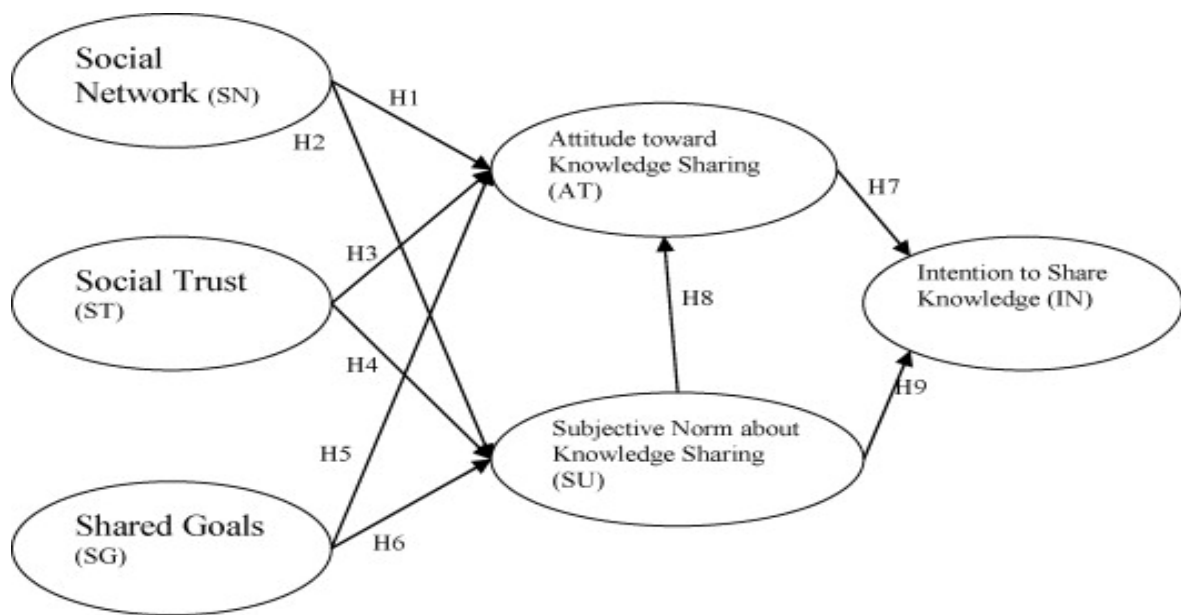 Social
Network (SN)
H1
H2
Attitude toward
Knowledge Sharing
(AT)
H7
H3
Social Trust
(ST)
Intention to Share
Knowledge (IN)
H8
H4
H9
Subjective Norm about
Knowledge Sharing
(SU)
H5
Shared Goals
(SG)
H6